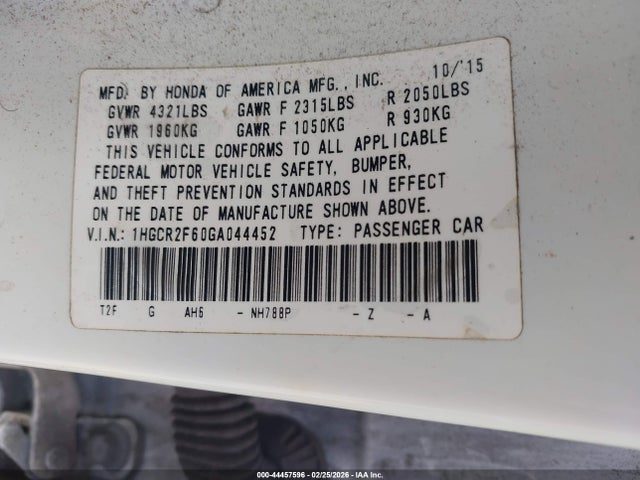 MFD. BY HONDA OF AMERICA MFG., INC. 10/'15
GVWR 4321LBS GAWR F 2315LBS R 2050LBS
GVWR 1960KG GAWR F 1050KG R 930KG
THIS VEHICLE CONFORMS TO ALL APPLICABLE
FEDERAL MOTOR VEHICLE SAFETY, BUMPER,
AND THEFT PREVENTION STANDARDS IN EFFECT
ON THE DATE OF MANUFACTURE SHOWN ABOVE.
V.I.N.: 1HGCR2F60GA044452 TYPE: PASSENGER CAR
T2F G AH6 - NH788P - Z - A
000-44457596 - 02/25/2026 - IAA Inc.